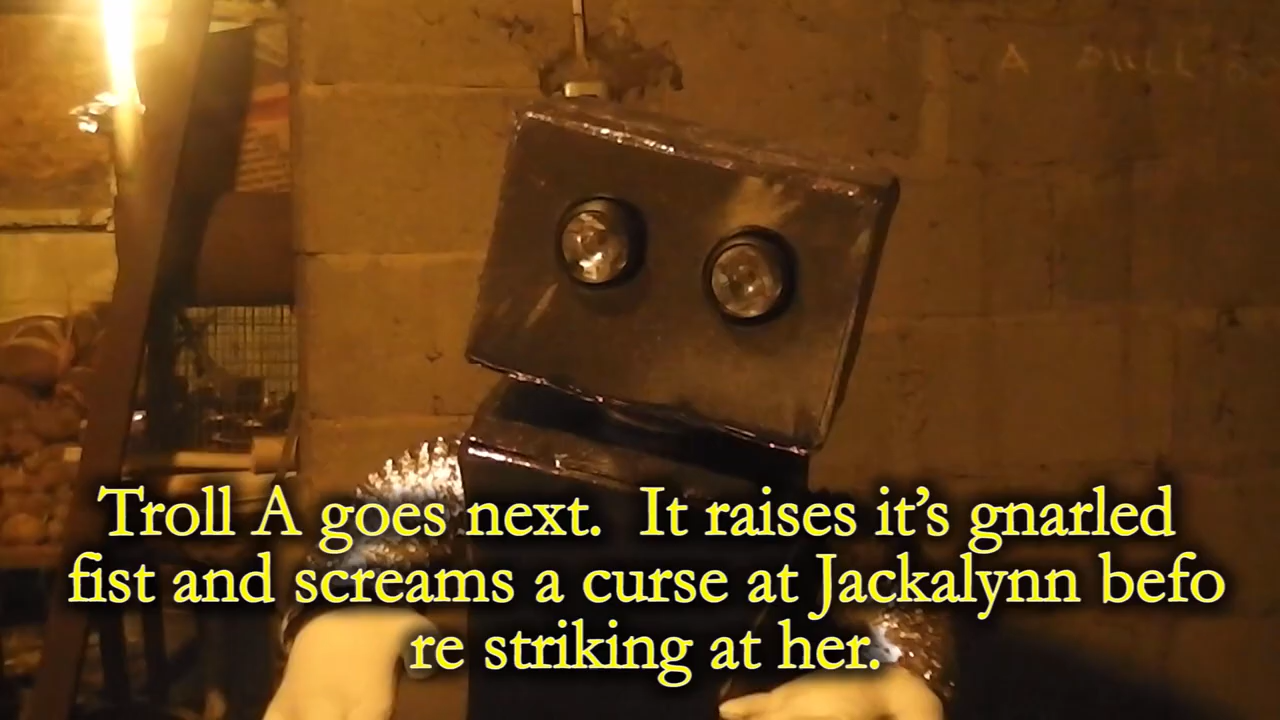 Troll A goes next.  It raises it's gnarled
fist and screams a curse at Jackalynn befo
re striking at her.